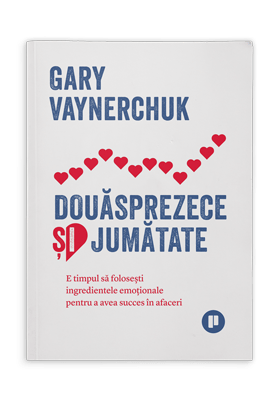 GARY
VAYNERCHUK
DOUĂSPREZECE
ȘI JUMĂTATE
E timpul să folosești
ingredientele emoționale
pentru a avea succes în afaceri